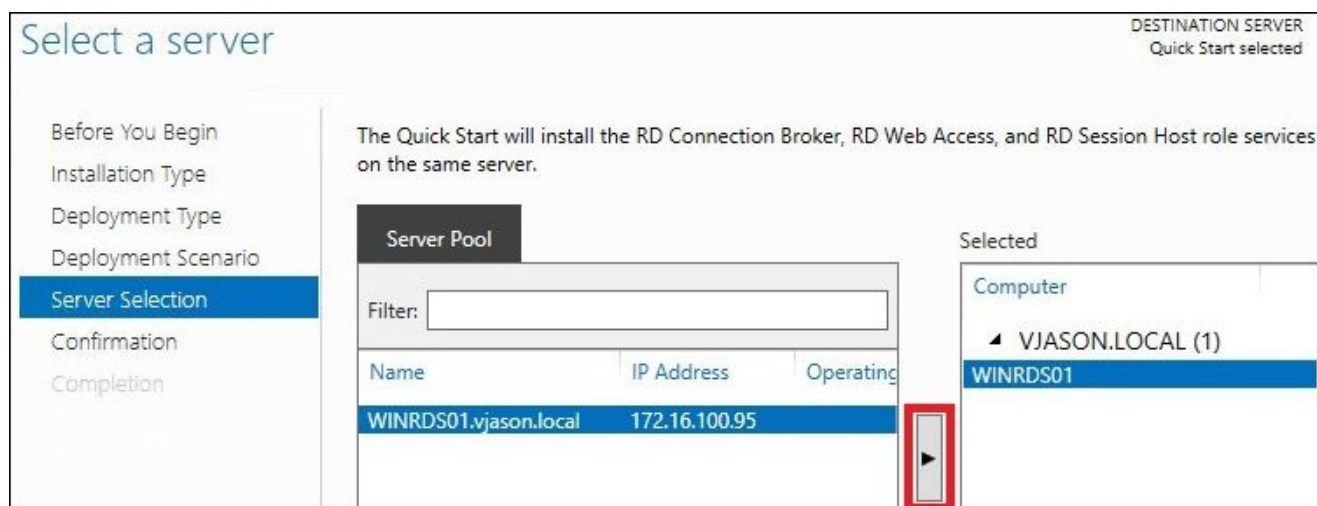 Select a server
DESTINATION SERVER
Quick Start selected
Before You Begin
Installation Type
Deployment Type
Deployment Scenario
Server Selection
Confirmation
Completion
The Quick Start will install the RD Connection Broker, RD Web Access, and RD Session Host role services
on the same server.
Server Pool
Filter:
Name IP Address Operating
WINRDS01.vjason.local 172.16.100.95
Selected
Computer
VJASON.LOCAL (1)
WINRDS01